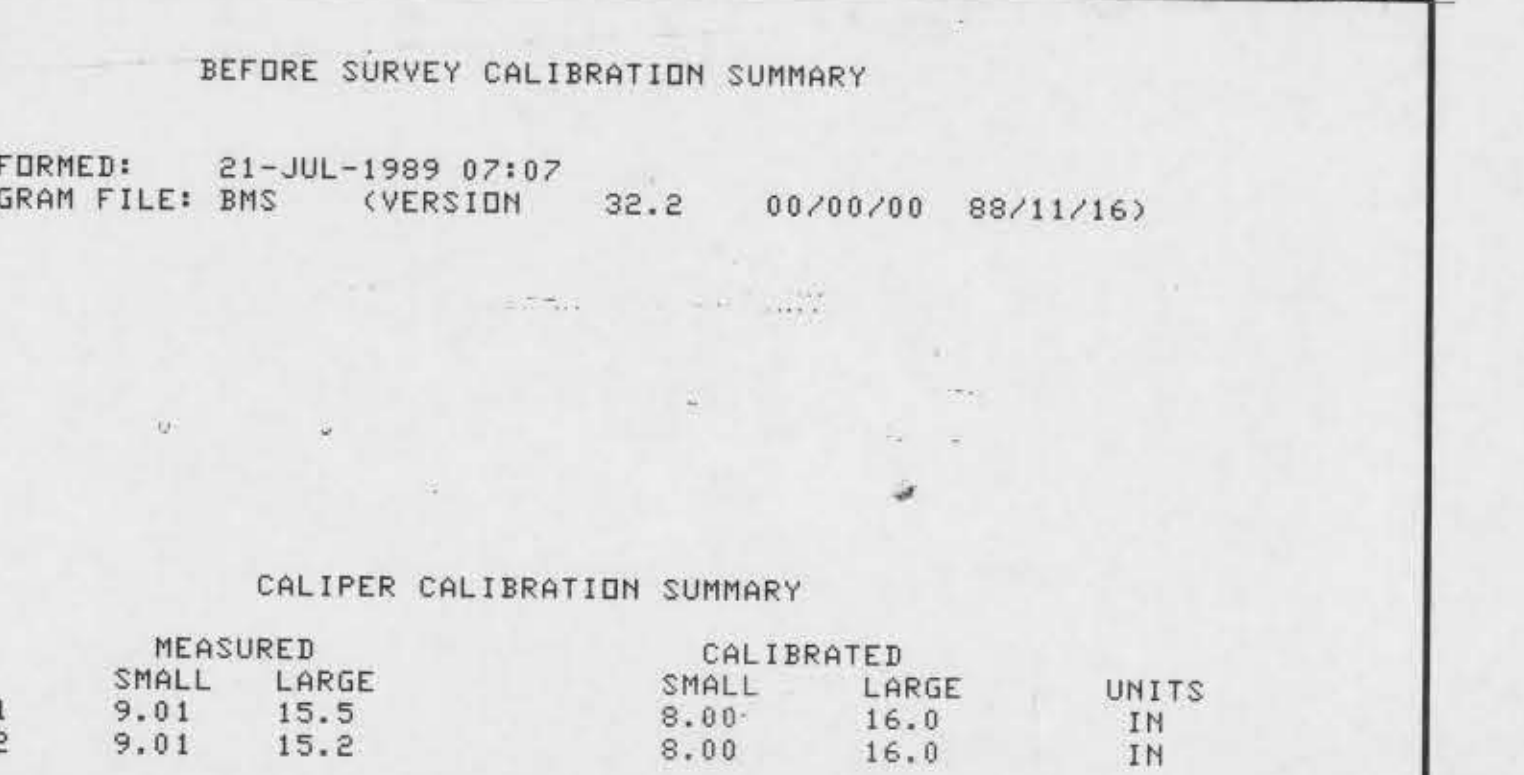 BEFORE SURVEY CALIBRATION SUMMARY
FORMED: 21-JUL-1989 07:07
GRAM FILE: BMS (VERSION 32.2 00/00/00 88/11/16)
CALIPER CALIBRATION SUMMARY
MEASURED CALIBRATED
SMALL LARGE SMALL LARGE UNITS
1 9.01 15.5 8.00 16.0 IN
2 9.01 15.2 8.00 16.0 IN